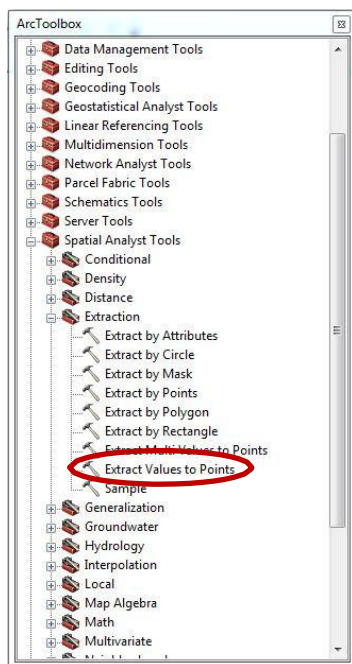 ArcToolbox
Data Management Tools
Editing Tools
Geocoding Tools
Geostatistical Analyst Tools
Linear Referencing Tools
Multidimension Tools
Network Analyst Tools
Parcel Fabric Tools
Schematics Tools
Server Tools
Spatial Analyst Tools
Conditional
Density
Distance
Extraction
Extract by Attributes
Extract by Circle
Extract by Mask
Extract by Points
Extract by Polygon
Extract by Rectangle
Extract Multi Values to Points
Extract Values to Points
Sample
Generalization
Groundwater
Hydrology
Interpolation
Local
Map Algebra
Math
Multivariate